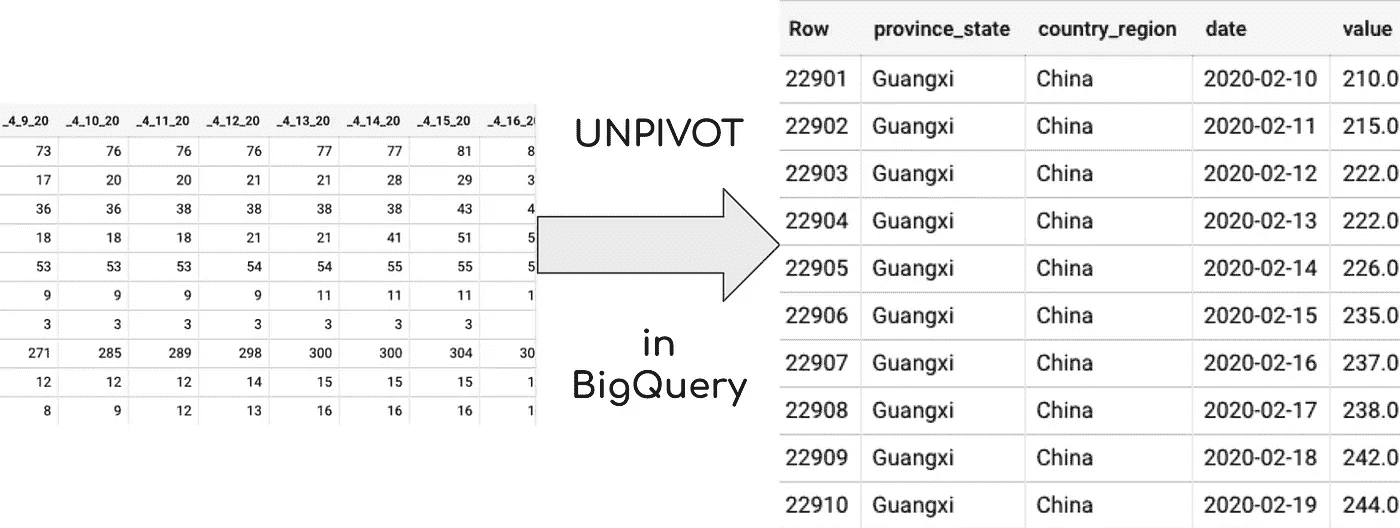 _4_9_20 _4_10_20 _4_11_20 _4_12_20 _4_13_20 _4_14_20 _4_15_20
73 76 76 76 77 77 81 8
17 20 20 21 21 28 29 3
36 36 38 38 38 38 43 4
18 18 18 21 21 41 51 5
53 53 53 54 54 55 55 5
9 9 9 9 11 11 11 1
3 3 3 3 3 3 3
271 285 289 298 300 300 304 30
12 12 12 14 15 15 15 1
8 9 12 13 16 16 16 1
UNPIVOT
in
BigQuery
Row province_state country_region date value
22901 Guangxi China 2020-02-10 210.0
22902 Guangxi China 2020-02-11 215.0
22903 Guangxi China 2020-02-12 222.0
22904 Guangxi China 2020-02-13 222.0
22905 Guangxi China 2020-02-14 226.0
22906 Guangxi China 2020-02-15 235.0
22907 Guangxi China 2020-02-16 237.0
22908 Guangxi China 2020-02-17 238.0
22909 Guangxi China 2020-02-18 242.0
22910 Guangxi China 2020-02-19 244.0